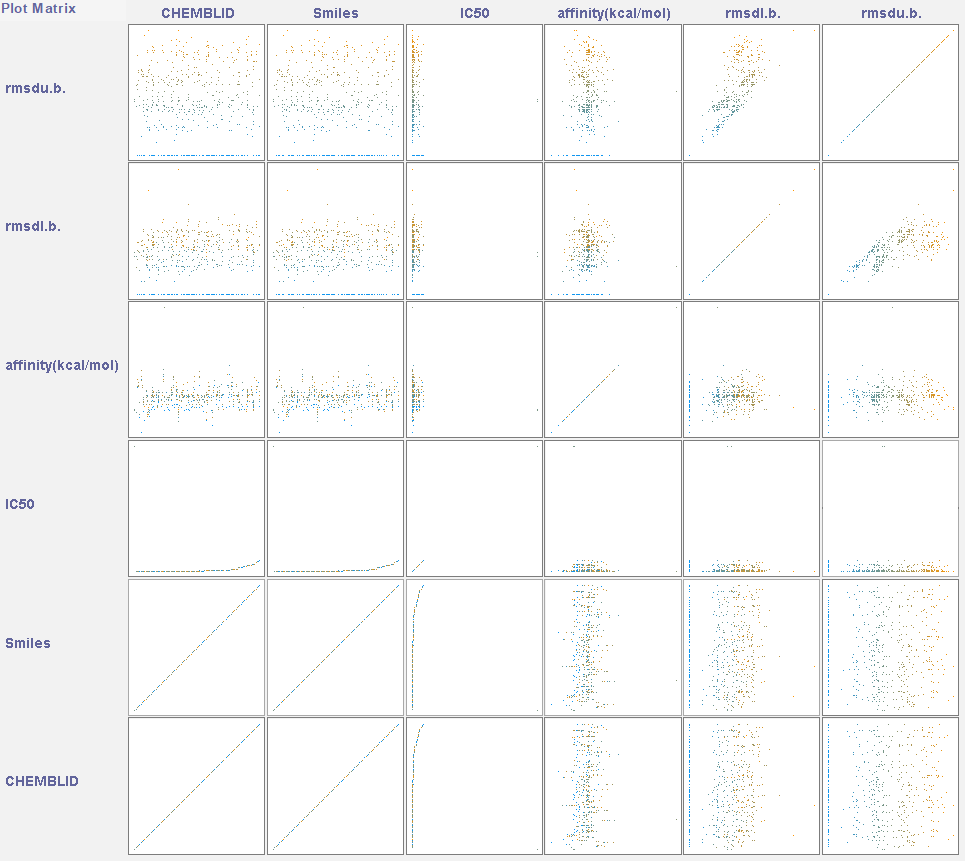 Plot Matrix
CHEMBLID Smiles IC50 affinity(kcal/mol) rmsdl.b. rmsdu.b.
rmsdu.b.
rmsdl.b.
affinity(kcal/mol)
IC50
Smiles
CHEMBLID